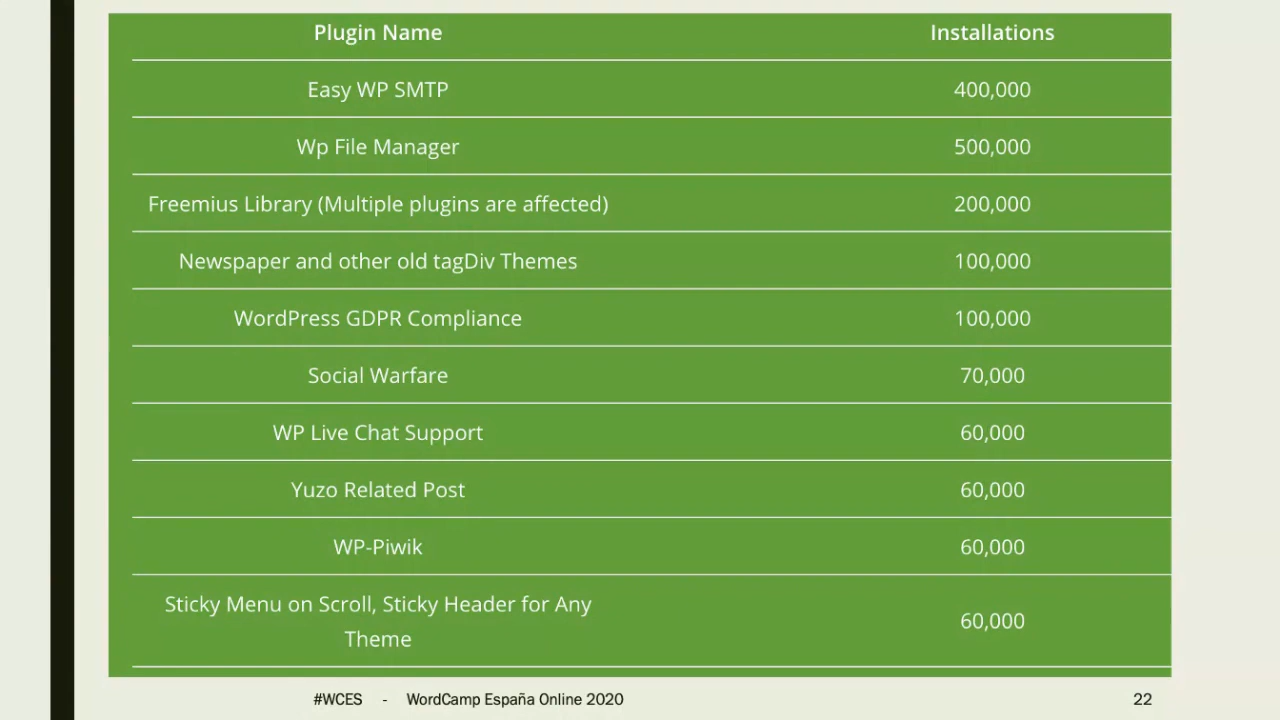 Plugin Name Installations
Easy WP SMTP 400,000
Wp File Manager 500,000
Freemius Library (Multiple plugins are affected) 200,000
Newspaper and other old tagDiv Themes 100,000
WordPress GDPR Compliance 100,000
Social Warfare 70,000
WP Live Chat Support 60,000
Yuzo Related Post 60,000
WP-Piwik 60,000
Sticky Menu on Scroll, Sticky Header for Any
Theme 60,000
#WCES - WordCamp España Online 2020 22